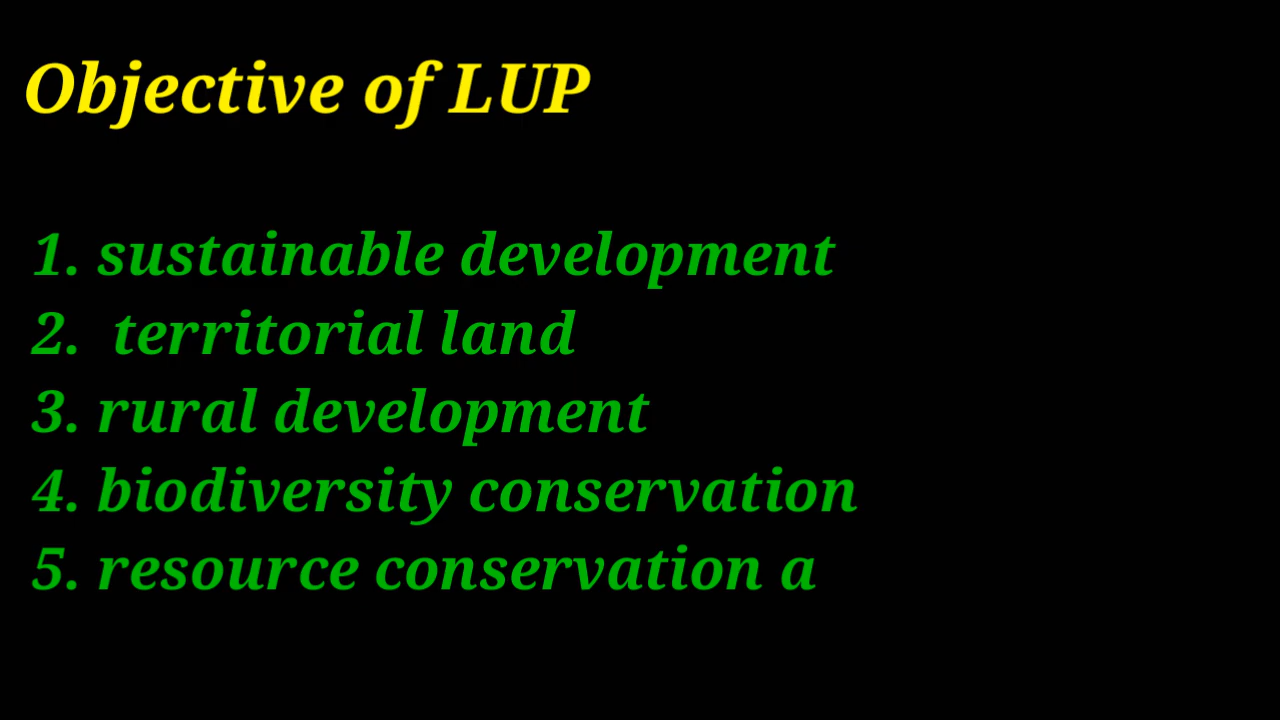 Objective of LUP
1. sustainable development
2. territorial land
3. rural development
4. biodiversity conservation
5. resource conservation a